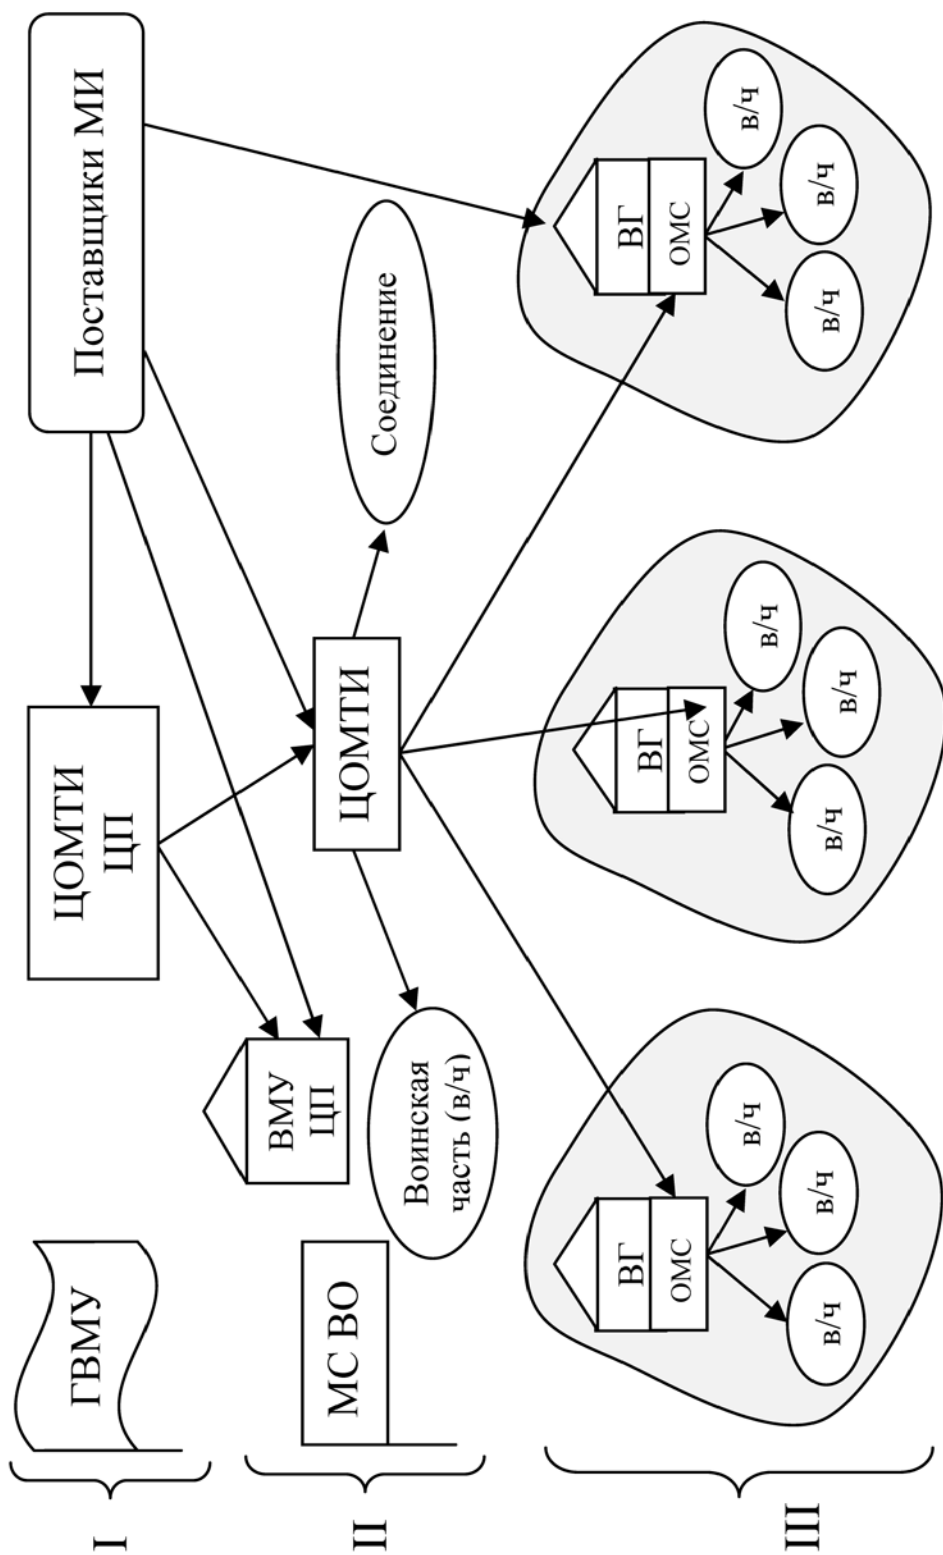 I
ГВМУ
ЦОМТИ
ЦП
Поставщики МИ
ВМУ
ЦП
II
МС ВО
Воинская
часть (в/ч)
ЦОМТИ
Соединение
III
ВГ
ОМС
в/ч
в/ч
в/ч
ВГ
ОМС
в/ч
в/ч
в/ч
ВГ
ОМС
в/ч
в/ч
в/ч